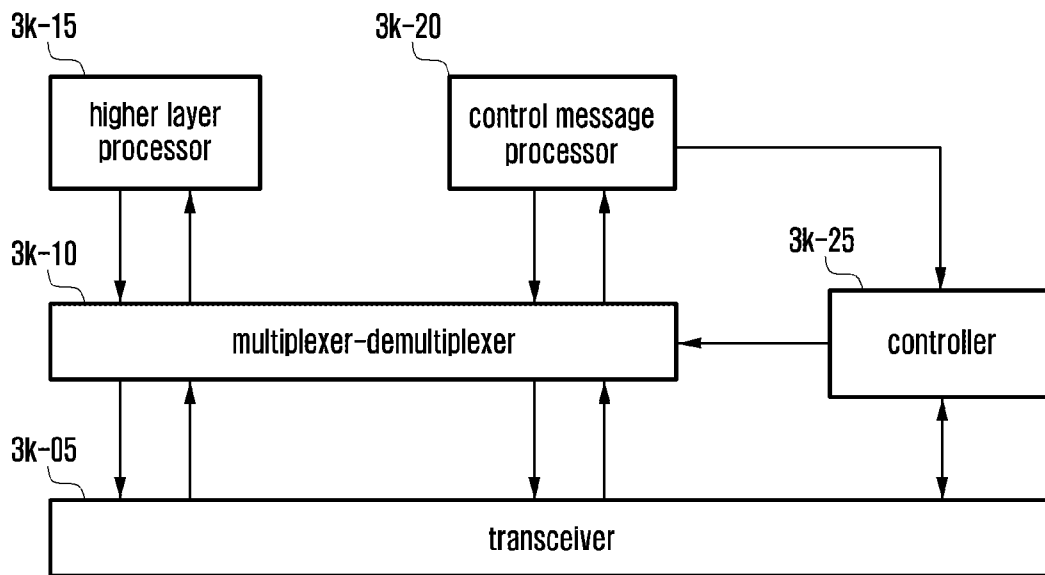 3k-15
3k-20
higher layer
processor
control message
processor
3k-10
3k-25
multiplexer-demultiplexer
controller
3k-05
transceiver